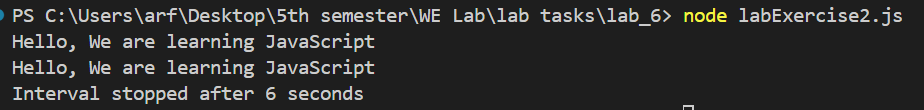 PS C:\Users\arf\Desktop\5th semester\WE Lab\lab tasks\lab_6> node labExercise2.js
Hello, We are learning JavaScript
Hello, We are learning JavaScript
Interval stopped after 6 seconds